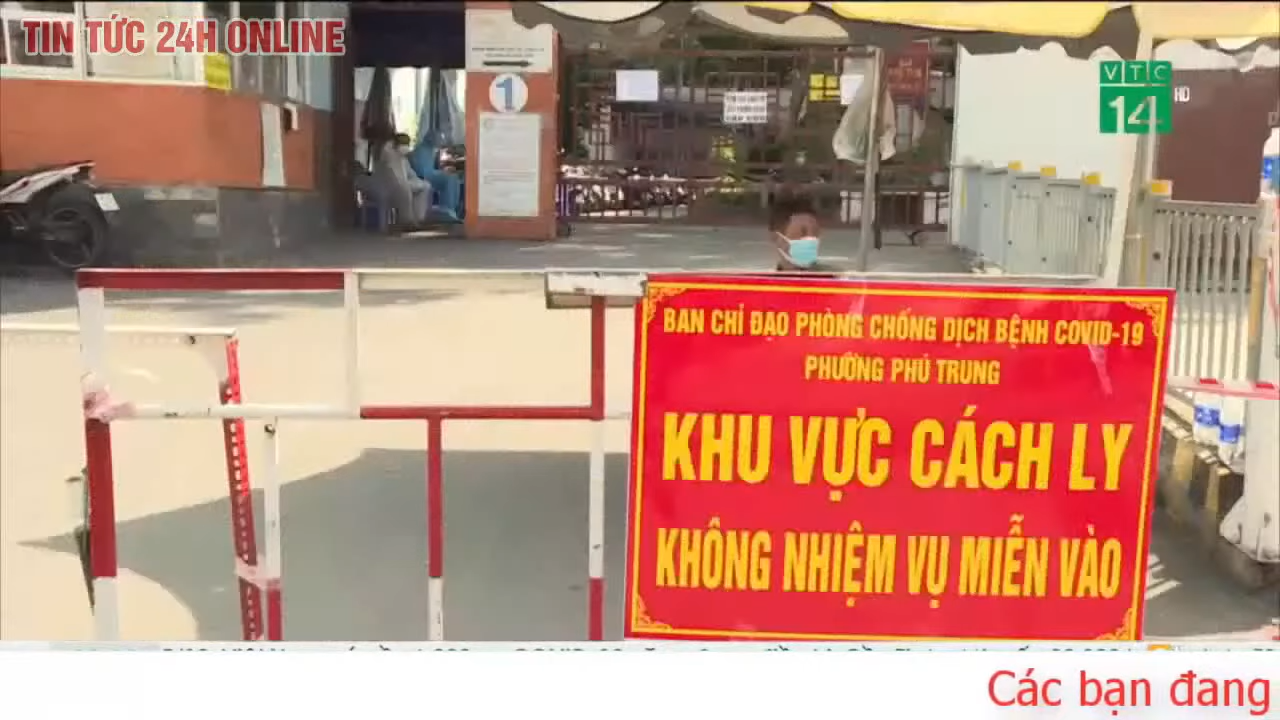 TIN TỨC 24H ONLINE
VTC
14
HD
1
BAN CHỈ ĐẠO PHÒNG CHỐNG DỊCH BỆNH COVID-19
PHƯỜNG PHÚ TRUNG
KHU VỰC CÁCH LY
KHÔNG NHIỆM VỤ MIỄN VÀO
Các bạn đang